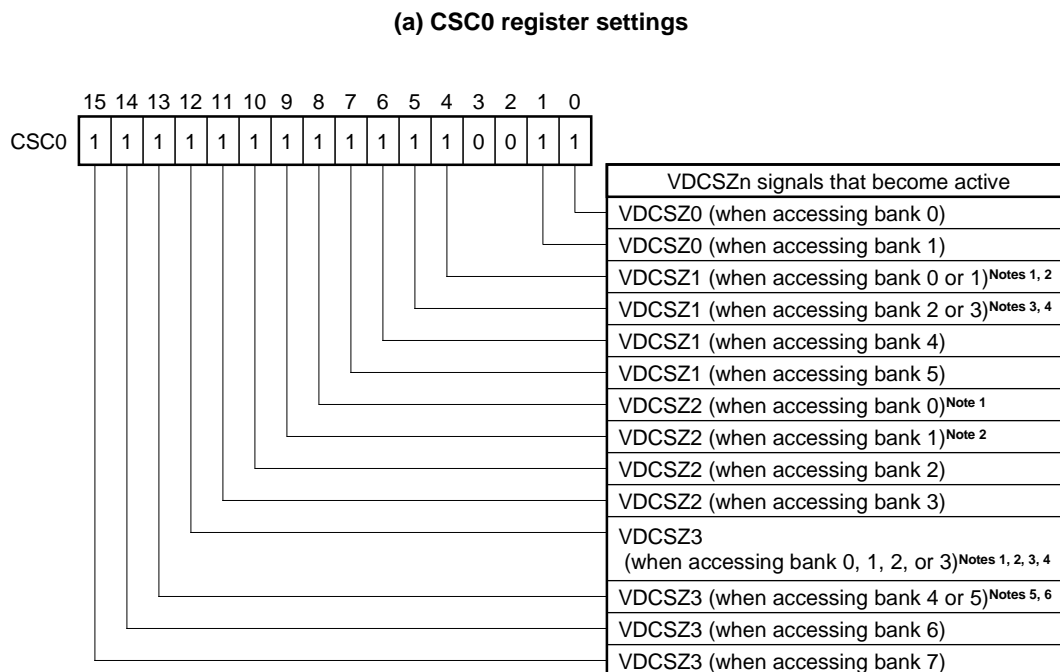 (a) CSC0 register settings
15 14 13 12 11 10 9 8 7 6 5 4 3 2 1 0
CSC0 1 1 1 1 1 1 1 1 1 1 1 1 0 0 1 1
VDCSZn signals that become active
VDCSZ0 (when accessing bank 0)
VDCSZ0 (when accessing bank 1)
VDCSZ1 (when accessing bank 0 or 1)Notes 1, 2
VDCSZ1 (when accessing bank 2 or 3)Notes 3, 4
VDCSZ1 (when accessing bank 4)
VDCSZ1 (when accessing bank 5)
VDCSZ2 (when accessing bank 0)Note 1
VDCSZ2 (when accessing bank 1)Note 2
VDCSZ2 (when accessing bank 2)
VDCSZ2 (when accessing bank 3)
VDCSZ3
(when accessing bank 0, 1, 2, or 3)Notes 1, 2, 3, 4
VDCSZ3 (when accessing bank 4 or 5)Notes 5, 6
VDCSZ3 (when accessing bank 6)
VDCSZ3 (when accessing bank 7)